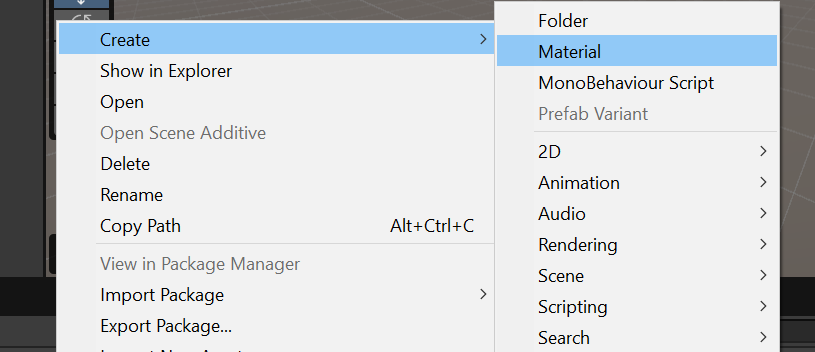 Create
Show in Explorer
Open
Open Scene Additive
Delete
Rename
Copy Path Alt+Ctrl+C
View in Package Manager
Import Package
Export Package...
Folder
Material
MonoBehaviour Script
Prefab Variant
2D
Animation
Audio
Rendering
Scene
Scripting
Search